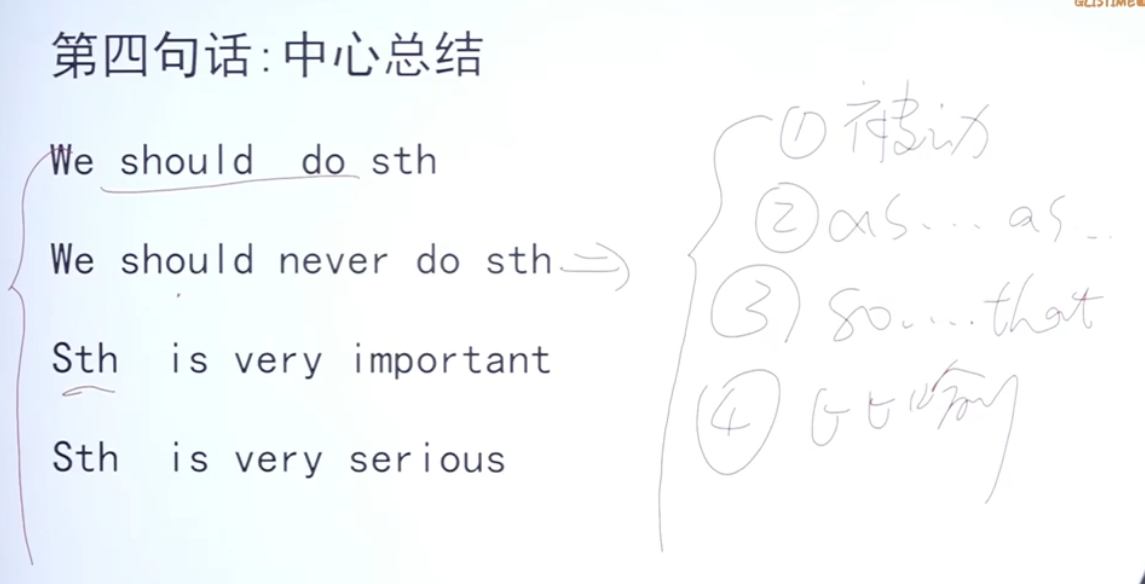 第四句话:中心总结
We should do sth
We should never do sth
Sth is very important
Sth is very serious
① 被动
② as... as..
③ so....that
④ 比喻